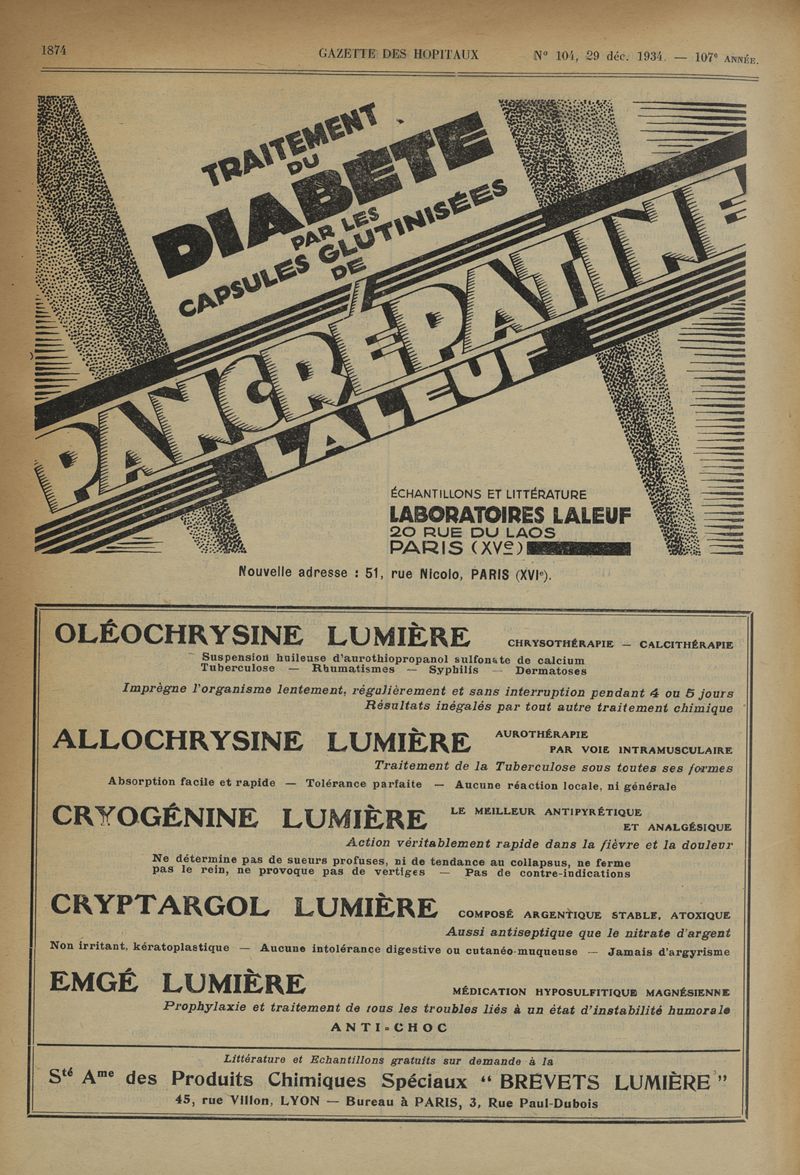 1874 GAZETTE DES HOPITAUX N° 104, 29 déc. 1934. — 107e ANNÉE.
TRAITEMENT
DU
DIABÈTE
PAR LES
CAPSULES GLUTINISÉES
DE
PANCRÉPATINE
LALEUF
ÉCHANTILLONS ET LITTÉRATURE
LABORATOIRES LALEUF
20 RUE DU LAOS
PARIS (XVe)
Nouvelle adresse : 51, rue Nicolo, PARIS (XVIe).
OLÉOCHRYSINE LUMIÈRE CHRYSOTHÉRAPIE — CALCITHÉRAPIE
Suspension huileuse d'aurothiopropanol sulfonate de calcium
Tuberculose — Rhumatismes — Syphilis — Dermatoses
Imprègne l'organisme lentement, régulièrement et sans interruption pendant 4 ou 5 jours
Résultats inégalés par tout autre traitement chimique
ALLOCHRYSINE LUMIÈRE AUROTHÉRAPIE
PAR VOIE INTRAMUSCULAIRE
Traitement de la Tuberculose sous toutes ses formes
Absorption facile et rapide — Tolérance parfaite — Aucune réaction locale, ni générale
CRYOGÉNINE LUMIÈRE LE MEILLEUR ANTIPYRÉTIQUE
ET ANALGÉSIQUE
Action véritablement rapide dans la fièvre et la douleur
Ne détermine pas de sueurs profuses, ni de tendance au collapsus, ne ferme
pas le rein, ne provoque pas de vertiges — Pas de contre-indications
CRYPTARGOL LUMIÈRE COMPOSÉ ARGENTIQUE STABLE, ATOXIQUE
Aussi antiseptique que le nitrate d'argent
Non irritant, kératoplastique — Aucune intolérance digestive ou cutanéo-muqueuse — Jamais d'argyrisme
EMGÉ LUMIÈRE MÉDICATION HYPOSULFITIQUE MAGNÉSIENNE
Prophylaxie et traitement de tous les troubles liés à un état d'instabilité humorale
ANTI-CHOC
Littérature et Echantillons gratuits sur demande à la
Sté Ame des Produits Chimiques Spéciaux “ BREVETS LUMIÈRE ”
45, rue Villon, LYON — Bureau à PARIS, 3, Rue Paul-Dubois